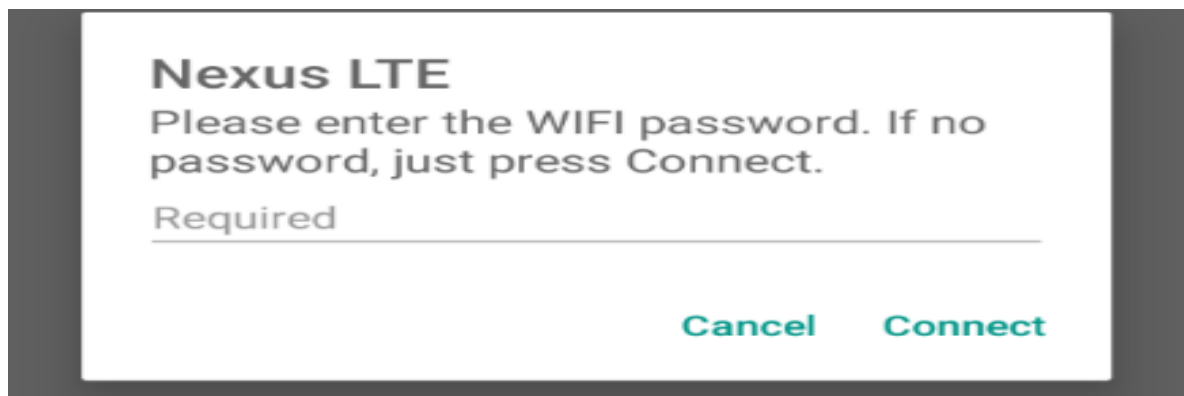 Nexus LTE
Please enter the WIFI password. If no
password, just press Connect.
Required
Cancel Connect